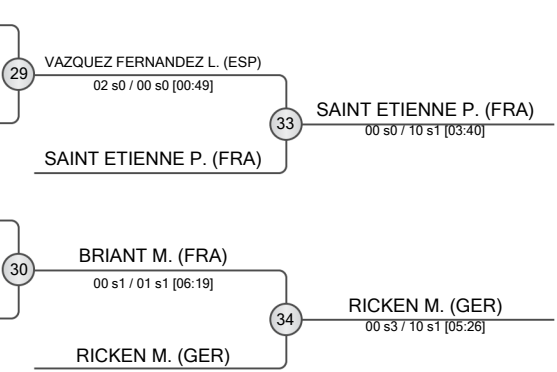 29
VAZQUEZ FERNANDEZ L. (ESP)
02 s0 / 00 s0 [00:49]
33
SAINT ETIENNE P. (FRA)
00 s0 / 10 s1 [03:40]
SAINT ETIENNE P. (FRA)
30
BRIANT M. (FRA)
00 s1 / 01 s1 [06:19]
34
RICKEN M. (GER)
00 s3 / 10 s1 [05:26]
RICKEN M. (GER)